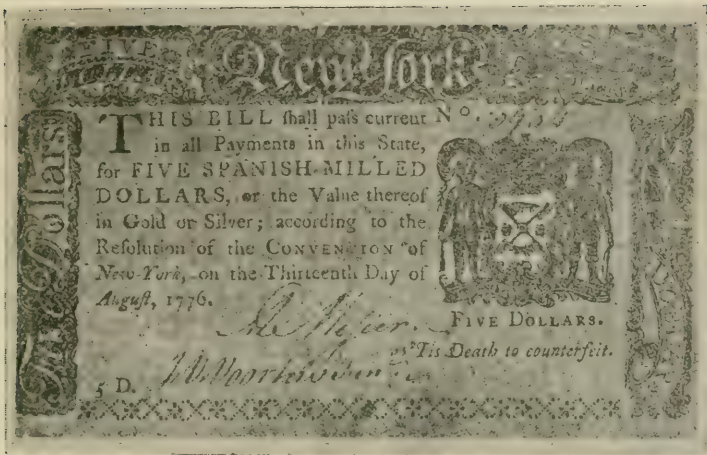 FIVE
New York
Five Dollars
THIS BILL ſhall paſs current
in all Payments in this State,
for FIVE SPANISH-MILLED
DOLLARS, or the Value thereof
in Gold or Silver; according to the
Reſolution of the CONVENTION of
New-York, on the Thirteenth Day of
Auguſt, 1776.
No.
FIVE DOLLARS.
'Tis Death to counterfeit.
5 D.